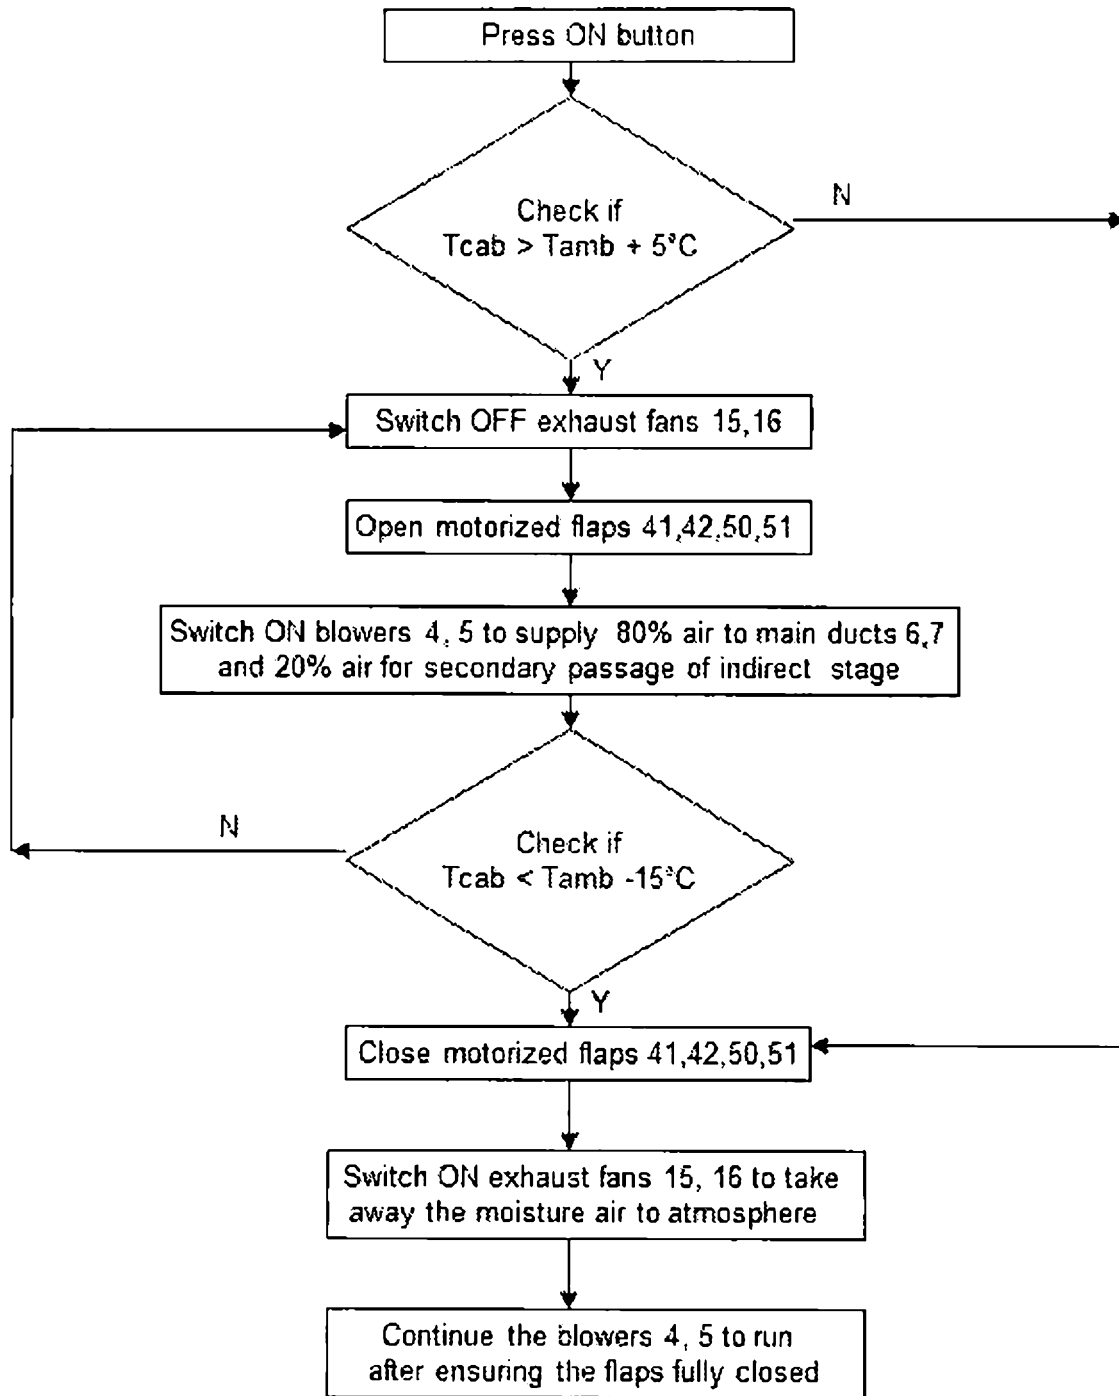 Press ON button
Check if
Tcab > Tamb + 5°C
N
Y
Switch OFF exhaust fans 15,16
Open motorized flaps 41,42,50,51
Switch ON blowers 4, 5 to supply 80% air to main ducts 6,7
and 20% air for secondary passage of indirect stage
N
Check if
Tcab < Tamb -15°C
Y
Close motorized flaps 41,42,50,51
Switch ON exhaust fans 15, 16 to take
away the moisture air to atmosphere
Continue the blowers 4, 5 to run
after ensuring the flaps fully closed